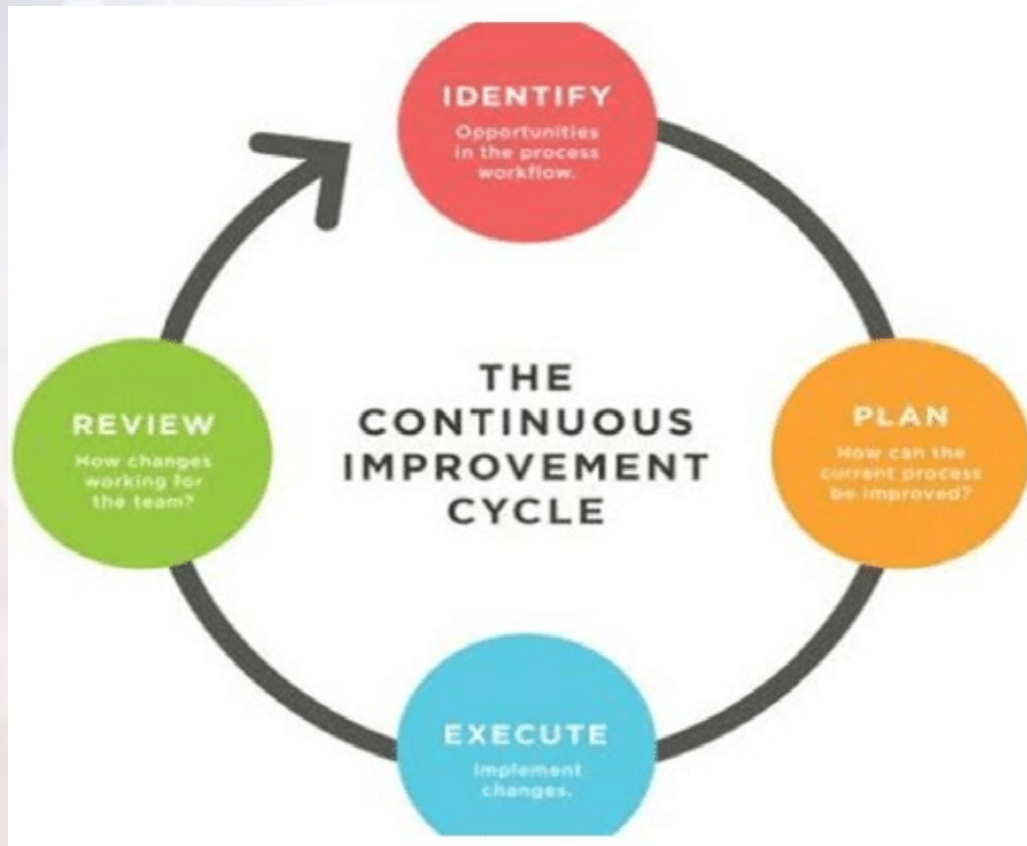 IDENTIFY
Opportunities
in the process
workflow.
THE
CONTINUOUS
IMPROVEMENT
CYCLE
PLAN
How can the
current process
be improved?
EXECUTE
Implement
changes.
REVIEW
How changes
working for
the team?